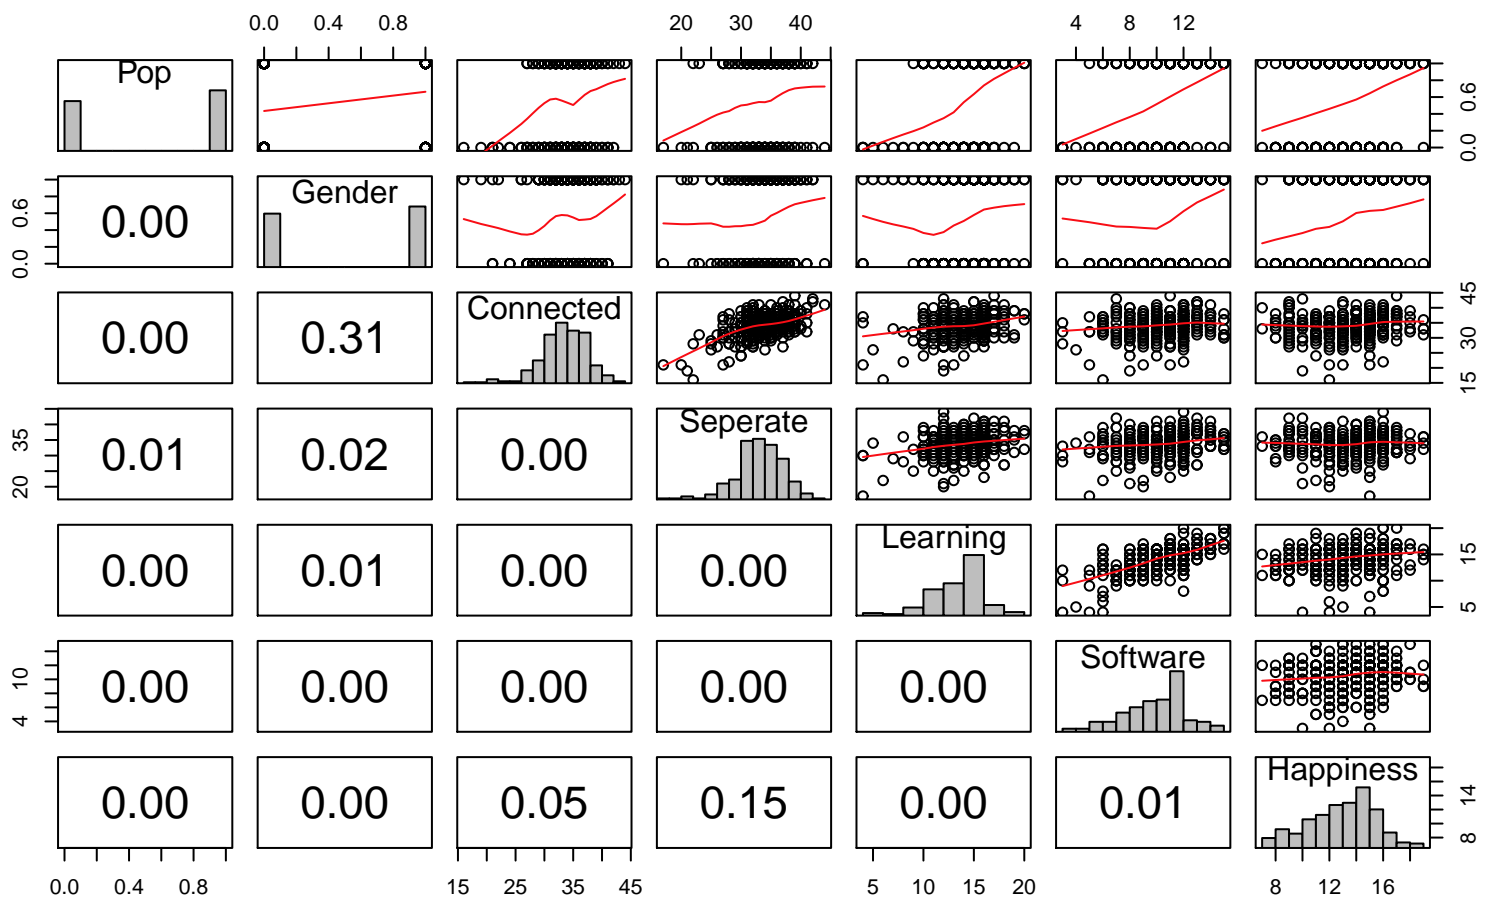 0.0 0.4 0.8 20 30 40 4 8 12
Pop
0.0 0.6
0.00 Gender
0.0 0.6
0.00 0.31 Connected
15 30 45
0.01 0.02 0.00 Seperate
20 35
0.00 0.01 0.00 0.00 Learning
5 15
0.00 0.00 0.00 0.00 0.00 Software
4 10
0.00 0.00 0.05 0.15 0.00 0.01 Happiness
8 14
0.0 0.4 0.8 15 25 35 45 5 10 15 20 8 12 16